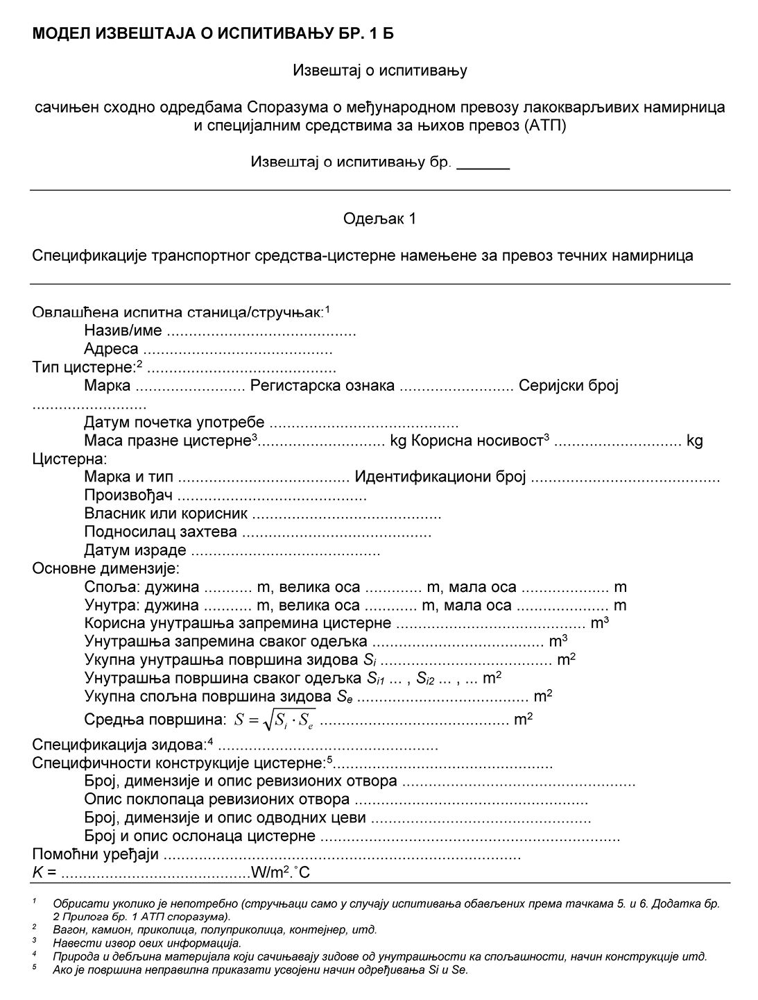 МОДЕЛ ИЗВЕШТАЈА О ИСПИТИВАЊУ БР. 1 Б
Извештај о испитивању
сачињен сходно одредбама Споразума о међународном превозу лакокварљивих намирница
и специјалним средствима за њихов превоз (АТП)
Извештај о испитивању бр. ______
Одељак 1
Спецификације транспортног средства-цистерне намењене за превоз течних намирница
Овлашћена испитна станица/стручњак:¹
Назив/име ...........................................
Адреса ...........................................
Тип цистерне:² ...........................................
Марка ......................... Регистарска ознака .......................... Серијски број
..........................
Датум почетка употребе ...........................................
Маса празне цистерне³............................. kg Корисна носивост³ ............................. kg
Цистерна:
Марка и тип ....................................... Идентификациони број ...........................................
Произвођач ...........................................
Власник или корисник ...........................................
Подносилац захтева ...........................................
Датум израде ...........................................
Основне димензије:
Споља: дужина ........... m, велика оса ............. m, мала оса .................... m
Унутра: дужина ........... m, велика оса ............ m, мала оса ..................... m
Корисна унутрашња запремина цистерне ........................................... m³
Унутрашња запремина сваког одељка ....................................... m³
Укупна унутрашња површина зидова Si ....................................... m²
Унутрашња површина сваког одељка Si1 ... , Si2 ... , ... m²
Укупна спољна површина зидова Se ....................................... m²
Средња површина: S = √Si · Se ........................................... m²
Спецификација зидова:⁴ ..................................................
Специфичности конструкције цистерне:⁵..................................................
Број, димензије и опис ревизионих отвора .....................................................
Опис поклопаца ревизионих отвора .....................................................
Број, димензије и опис одводних цеви ..................................................
Број и опис ослонаца цистерне ....................................................................
Помоћни уређаји .................................................................................
K = ...........................................W/m².˚C
¹ Обрисати уколико је непотребно (стручњаци само у случају испитивања обављених према тачкама 5. и 6. Додатка бр.
2 Прилога бр. 1 АТП споразума).
² Вагон, камион, приколица, полуприколица, контејнер, итд.
³ Навести извор ових информација.
⁴ Природа и дебљина материјала који сачињавају зидове од унутрашњости ка спољашности, начин конструкције итд.
⁵ Ако је површина неправилна приказати усвојени начин одређивања Si и Se.